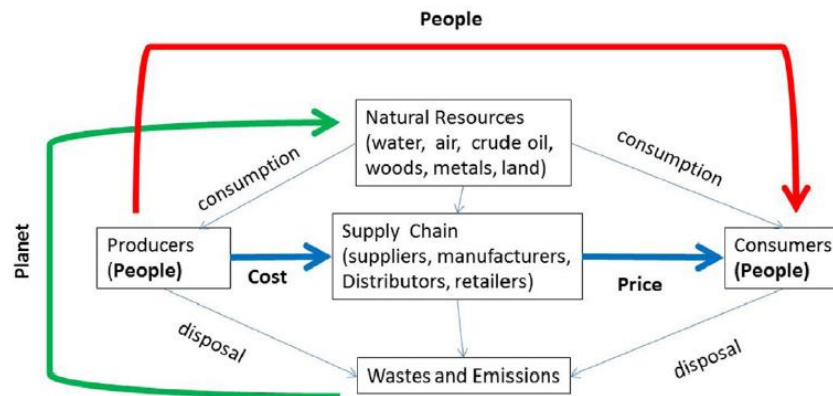 People
Natural Resources
(water, air, crude oil,
woods, metals, land)
consumption
consumption
Planet
Producers
(People)
Cost
Supply Chain
(suppliers, manufacturers,
Distributors, retailers)
Price
Consumers
(People)
disposal
disposal
Wastes and Emissions